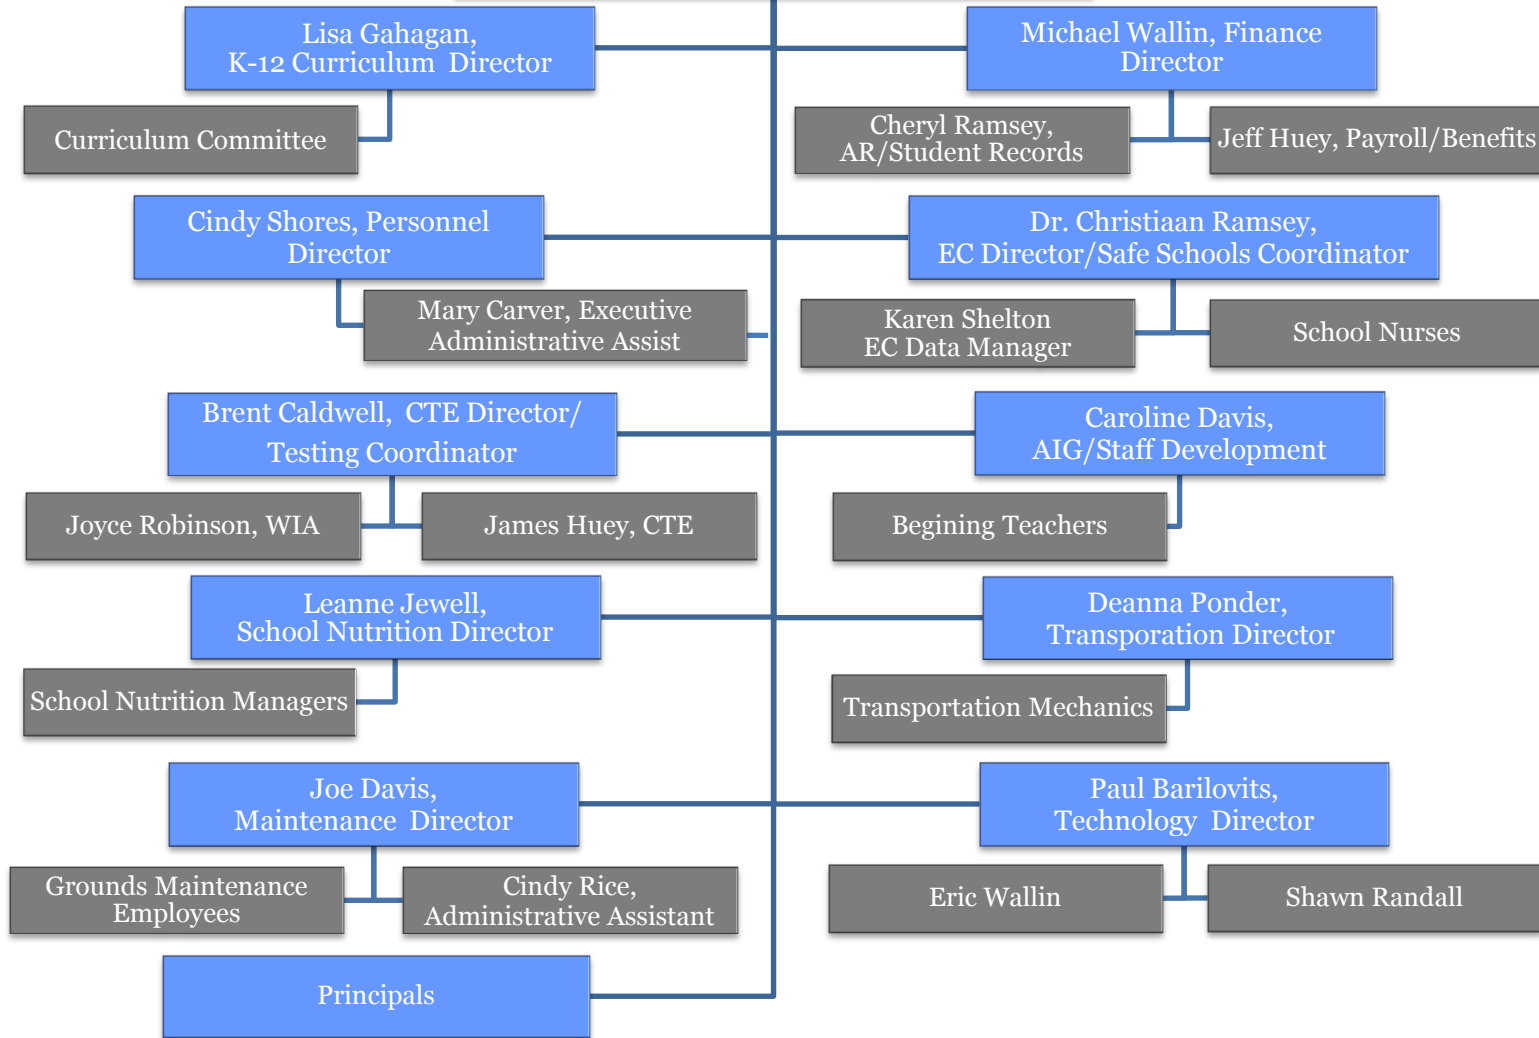 Lisa Gahagan,
K-12 Curriculum Director
Michael Wallin, Finance
Director
Curriculum Committee
Cheryl Ramsey,
AR/Student Records
Jeff Huey, Payroll/Benefits
Cindy Shores, Personnel
Director
Dr. Christiaan Ramsey,
EC Director/Safe Schools Coordinator
Mary Carver, Executive
Administrative Assist
Karen Shelton
EC Data Manager
School Nurses
Brent Caldwell, CTE Director/
Testing Coordinator
Caroline Davis,
AIG/Staff Development
Joyce Robinson, WIA
James Huey, CTE
Begining Teachers
Leanne Jewell,
School Nutrition Director
Deanna Ponder,
Transporation Director
School Nutrition Managers
Transportation Mechanics
Joe Davis,
Maintenance Director
Paul Barilovits,
Technology Director
Grounds Maintenance
Employees
Cindy Rice,
Administrative Assistant
Eric Wallin
Shawn Randall
Principals